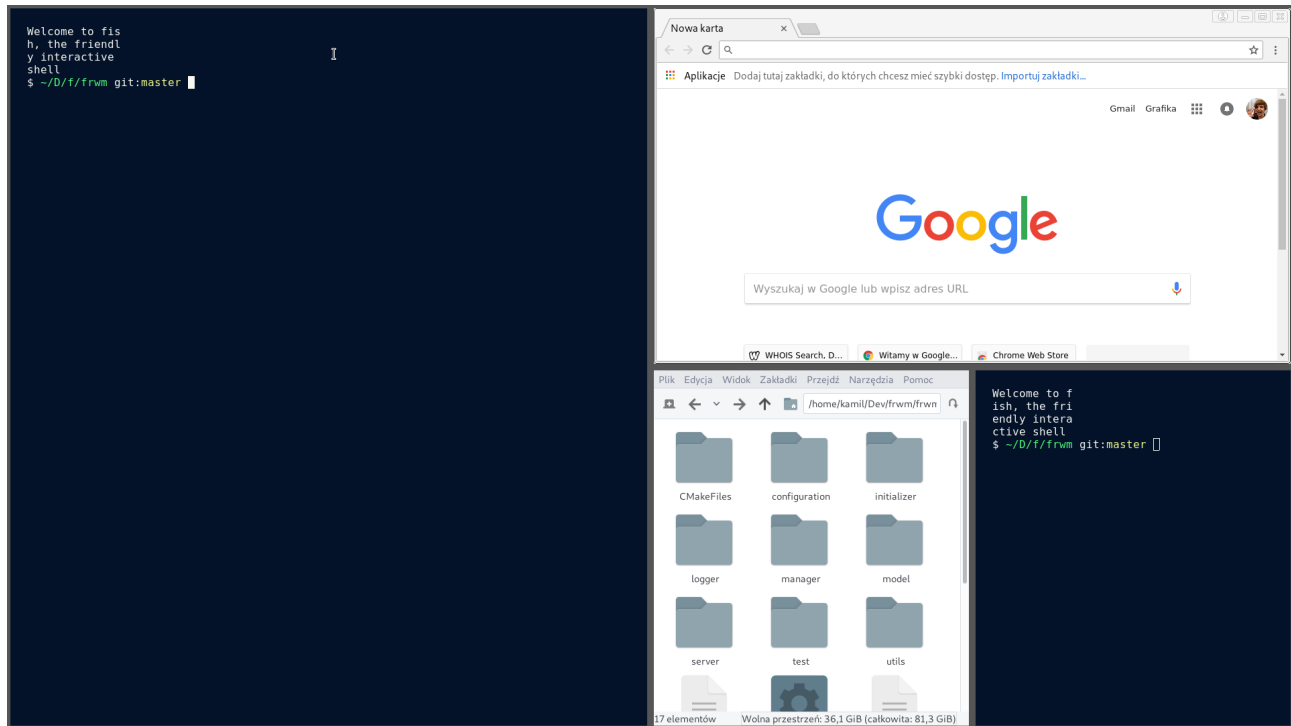 Welcome to fis
h, the friendl
y interactive
shell
$ ~/D/f/frwm git:master
Nowa karta
Aplikacje Dodaj tutaj zakładki, do których chcesz mieć szybki dostęp. Importuj zakładki...
Gmail Grafika
Google
Wyszukaj w Google lub wpisz adres URL
WHOIS Search, D...
Witamy w Google...
Chrome Web Store
Plik Edycja Widok Zakładki Przejdź Narzędzia Pomoc
/home/kamil/Dev/frwm/frwm
CMakeFiles configuration initializer
logger manager model
server test utils
17 elementów Wolna przestrzeń: 36,1 GiB (całkowita: 81,3 GiB)
Welcome to f
ish, the fri
endly intera
ctive shell
$ ~/D/f/frwm git:master